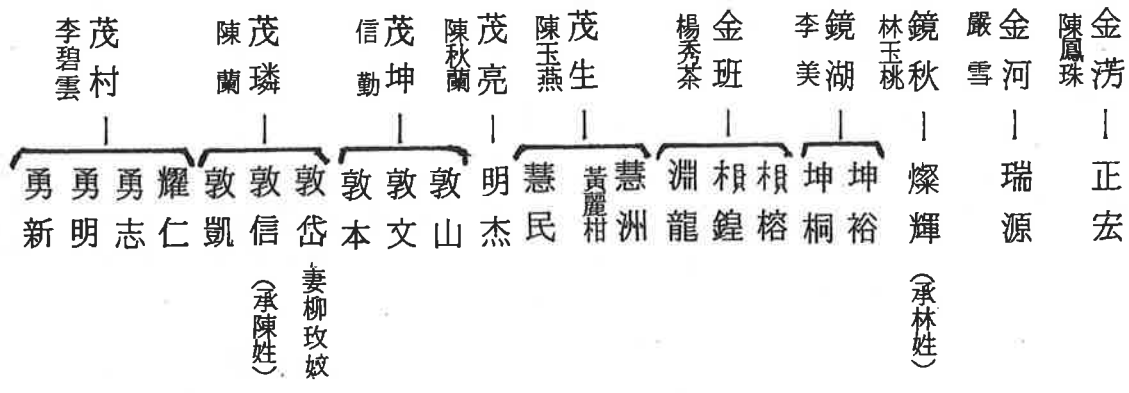 金淓
陳鳳珠
正宏
金河
嚴雪
瑞源
鏡秋
林玉桃
燦輝
（承林姓）
鏡湖
李美
坤裕
坤桐
金班
楊秀茶
榕
鍠
淵龍
茂生
陳玉燕
慧洲
黃麗柑
慧民
茂亮
陳秋蘭
明杰
茂坤
信勤
敦山
敦文
敦本
茂璘
陳蘭
敦岱
妻柳玫妏
敦信
（承陳姓）
敦凱
茂村
李碧雲
耀仁
勇志
勇明
勇新